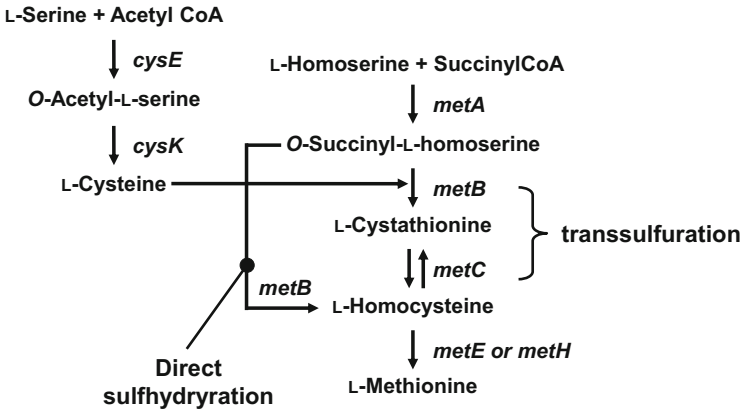 L-Serine + Acetyl CoA
cysE
O-Acetyl-L-serine
cysK
L-Cysteine
L-Homoserine + SuccinylCoA
metA
O-Succinyl-L-homoserine
metB
L-Cystathionine
transsulfuration
metC
metB
L-Homocysteine
metE or metH
L-Methionine
Direct
sulfhydryration